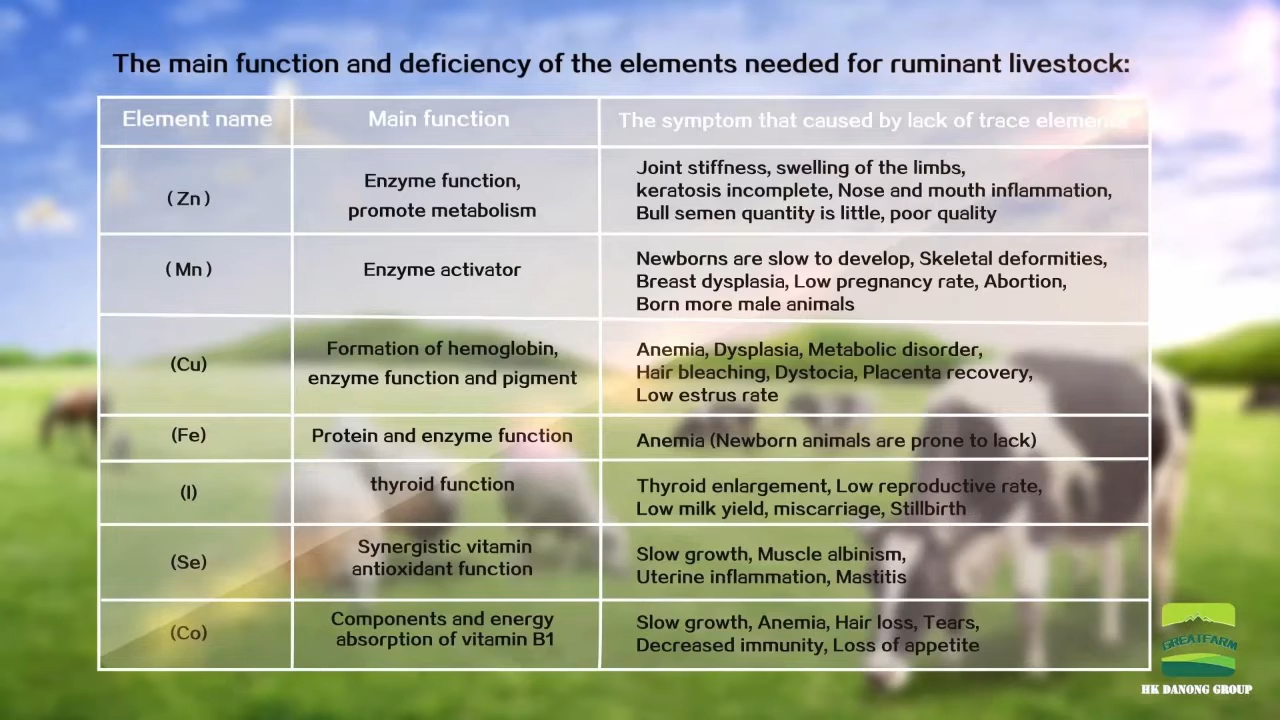 The main function and deficiency of the elements needed for ruminant livestock:
Element name
Main function
The symptom that caused by lack of trace element
(Zn)
Enzyme function,
promote metabolism
Joint stiffness, swelling of the limbs,
keratosis incomplete, Nose and mouth inflammation,
Bull semen quantity is little, poor quality
(Mn)
Enzyme activator
Newborns are slow to develop, Skeletal deformities,
Breast dysplasia, Low pregnancy rate, Abortion,
Born more male animals
(Cu)
Formation of hemoglobin,
enzyme function and pigment
Anemia, Dysplasia, Metabolic disorder,
Hair bleaching, Dystocia, Placenta recovery,
Low estrus rate
(Fe)
Protein and enzyme function
Anemia (Newborn animals are prone to lack)
(I)
thyroid function
Thyroid enlargement, Low reproductive rate,
Low milk yield, miscarriage, Stillbirth
(Se)
Synergistic vitamin
antioxidant function
Slow growth, Muscle albinism,
Uterine inflammation, Mastitis
(Co)
Components and energy
absorption of vitamin B1
Slow growth, Anemia, Hair loss, Tears,
Decreased immunity, Loss of appetite
GREATFARM
HK DANONG GROUP